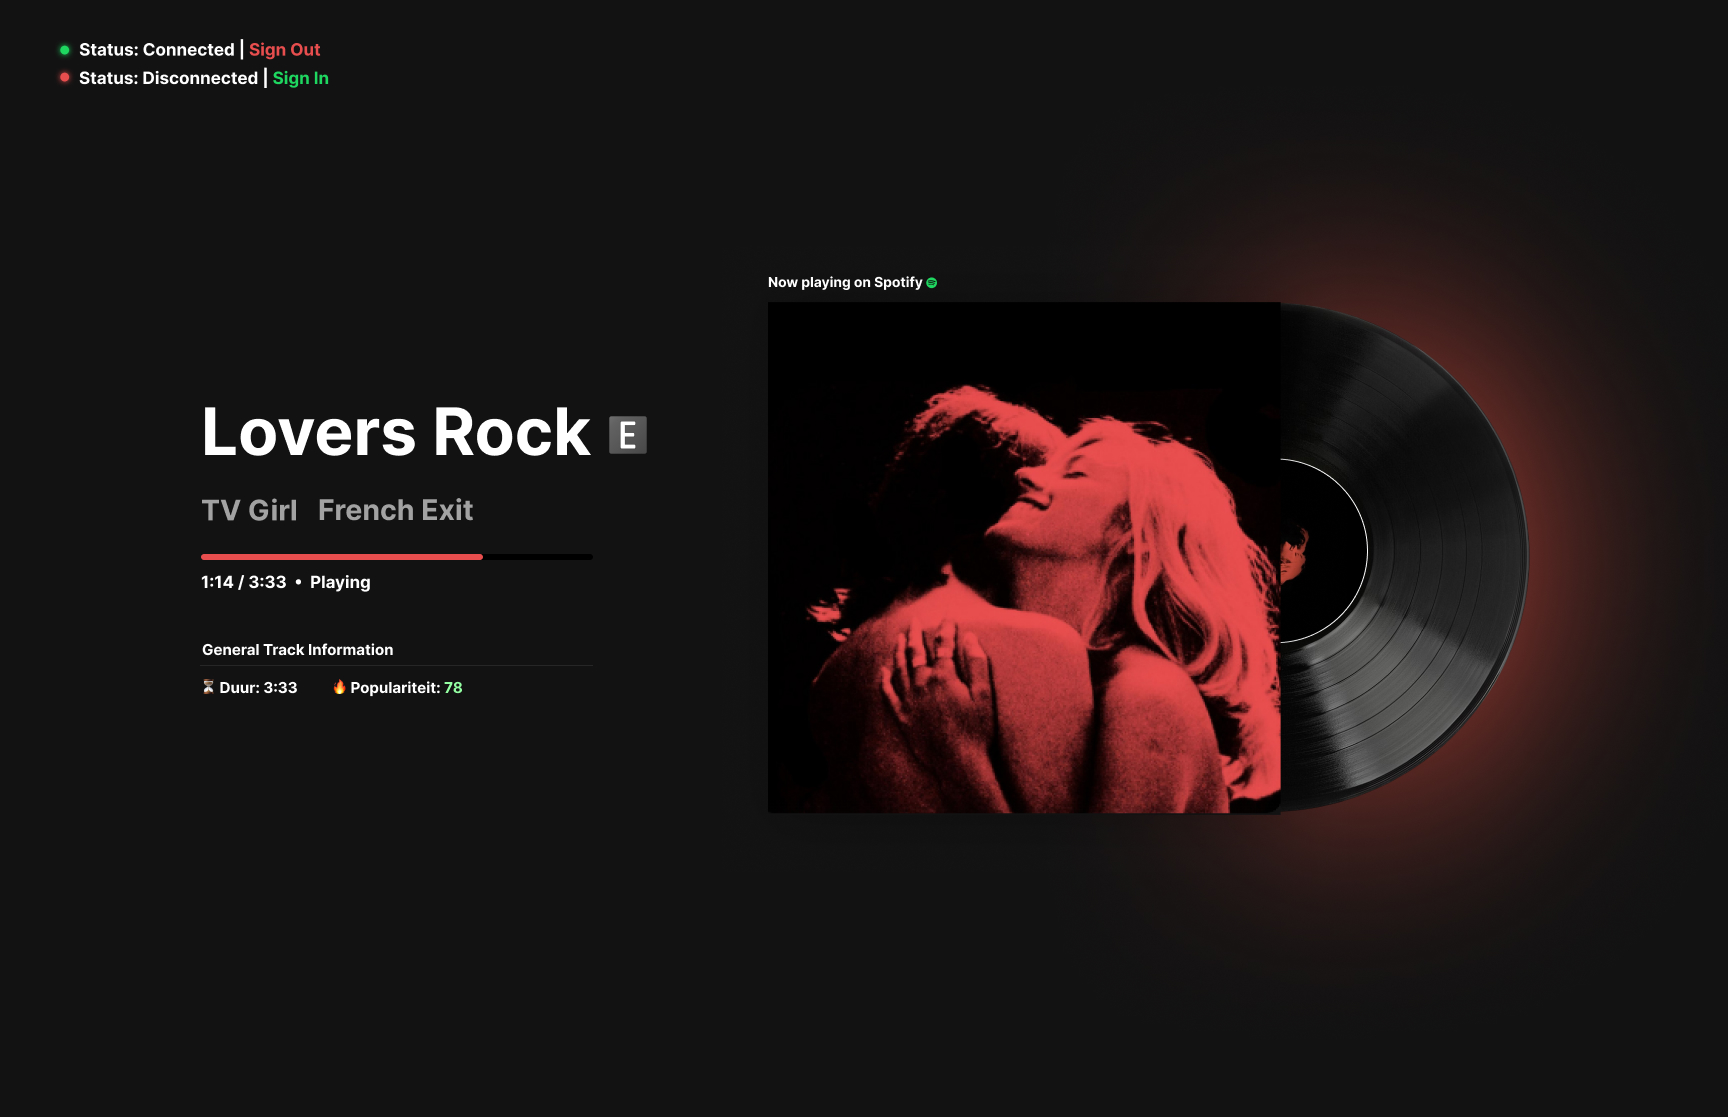 Status: Connected | Sign Out
Status: Disconnected | Sign In
Now playing on Spotify
Lovers Rock E
TV Girl French Exit
1:14 / 3:33 • Playing
General Track Information
Duur: 3:33 Populariteit: 78